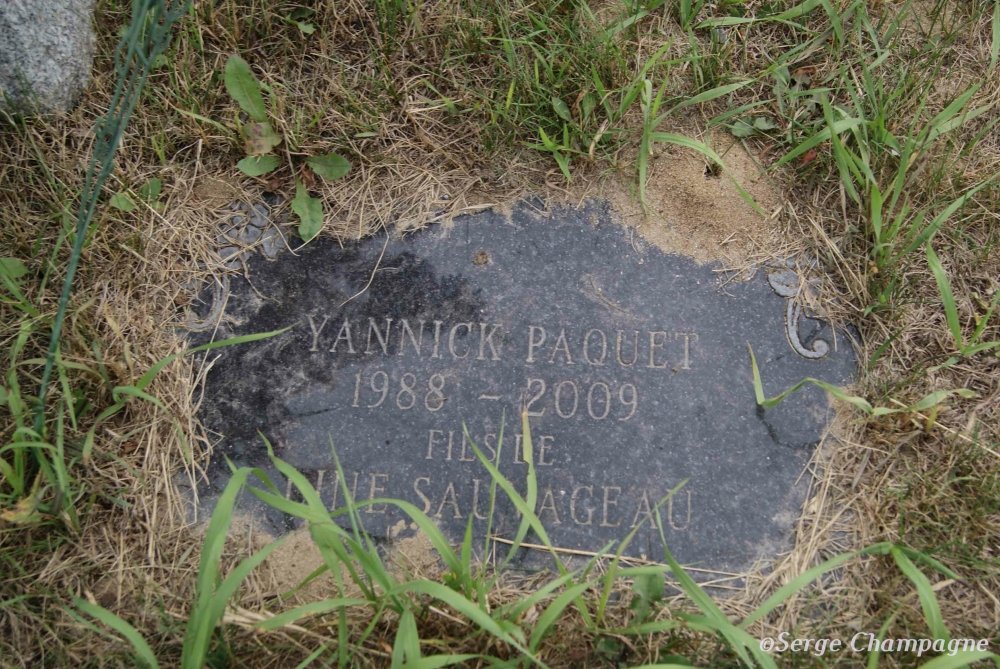 YANNICK PAQUET
1988 - 2009
FILS DE
SAUVAGEAU
©Serge Champagne